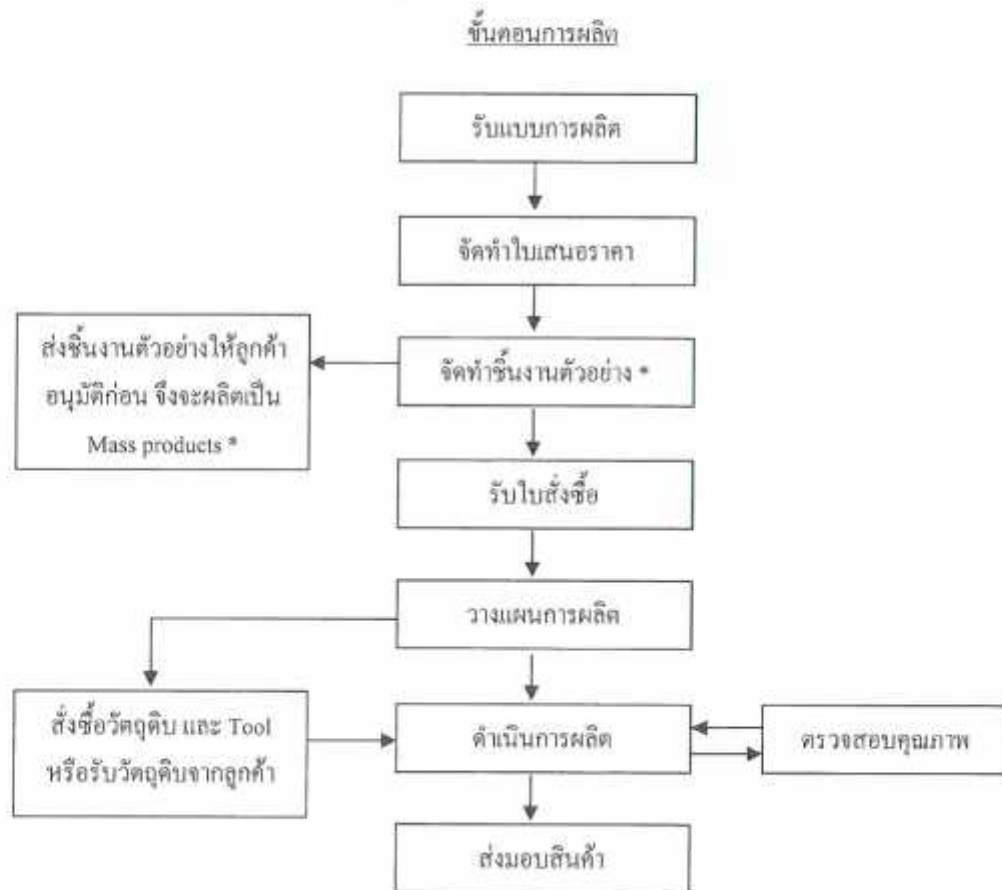 ขั้นตอนการผลิต
รับแบบการผลิต
จัดทำใบเสนอราคา
ส่งชิ้นงานตัวอย่างให้ลูกค้า
อนุมัติก่อน จึงจะผลิตเป็น
Mass products *
จัดทำชิ้นงานตัวอย่าง *
รับใบสั่งซื้อ
วางแผนการผลิต
สั่งซื้อวัตถุดิบ และ Tool
หรือรับวัตถุดิบจากลูกค้า
ดำเนินการผลิต
ตรวจสอบคุณภาพ
ส่งมอบสินค้า